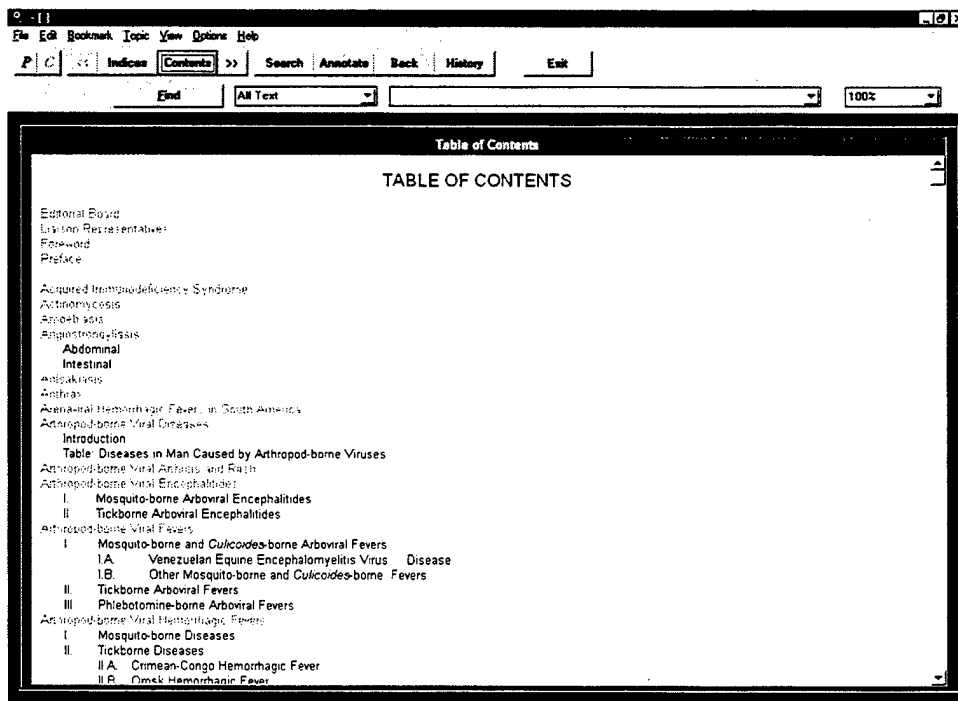 - [ ]
File Edit Bookmark Topic View Options Help
P C << Indices Contents >> Search Annotate Back History Exit
Find All Text 100%
Table of Contents
TABLE OF CONTENTS
Editorial Board
Liaison Representatives
Foreword
Preface
Acquired Immunodeficiency Syndrome
Actinomycosis
Amoebiasis
Angiostrongyliasis
Abdominal
Intestinal
Anisakiasis
Anthrax
Arenaviral Hemorrhagic Fevers in South America
Arthropod-borne Viral Diseases
Introduction
Table: Diseases in Man Caused by Arthropod-borne Viruses
Arthropod-borne Viral Arthritis and Rash
Arthropod-borne Viral Encephalitides
I. Mosquito-borne Arboviral Encephalitides
II Tickborne Arboviral Encephalitides
Arthropod-borne Viral Fevers
I Mosquito-borne and Culicoides-borne Arboviral Fevers
I.A. Venezuelan Equine Encephalomyelitis Virus Disease
I.B. Other Mosquito-borne and Culicoides-borne Fevers
II. Tickborne Arboviral Fevers
III Phlebotomine-borne Arboviral Fevers
Arthropod-borne Viral Hemorrhagic Fevers
I Mosquito-borne Diseases
II. Tickborne Diseases
II A. Crimean-Congo Hemorrhagic Fever
II.B. Omsk Hemorrhagic Fever